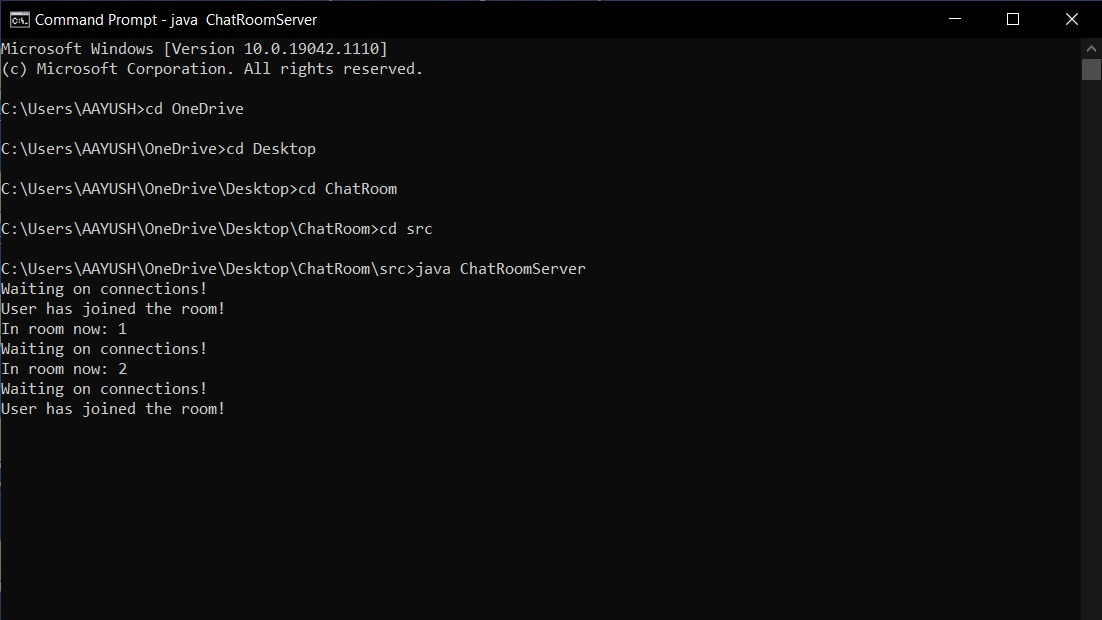 Command Prompt - java  ChatRoomServer
Microsoft Windows [Version 10.0.19042.1110]
(c) Microsoft Corporation. All rights reserved.
C:\Users\AAYUSH>cd OneDrive
C:\Users\AAYUSH\OneDrive>cd Desktop
C:\Users\AAYUSH\OneDrive\Desktop>cd ChatRoom
C:\Users\AAYUSH\OneDrive\Desktop\ChatRoom>cd src
C:\Users\AAYUSH\OneDrive\Desktop\ChatRoom\src>java ChatRoomServer
Waiting on connections!
User has joined the room!
In room now: 1
Waiting on connections!
In room now: 2
Waiting on connections!
User has joined the room!